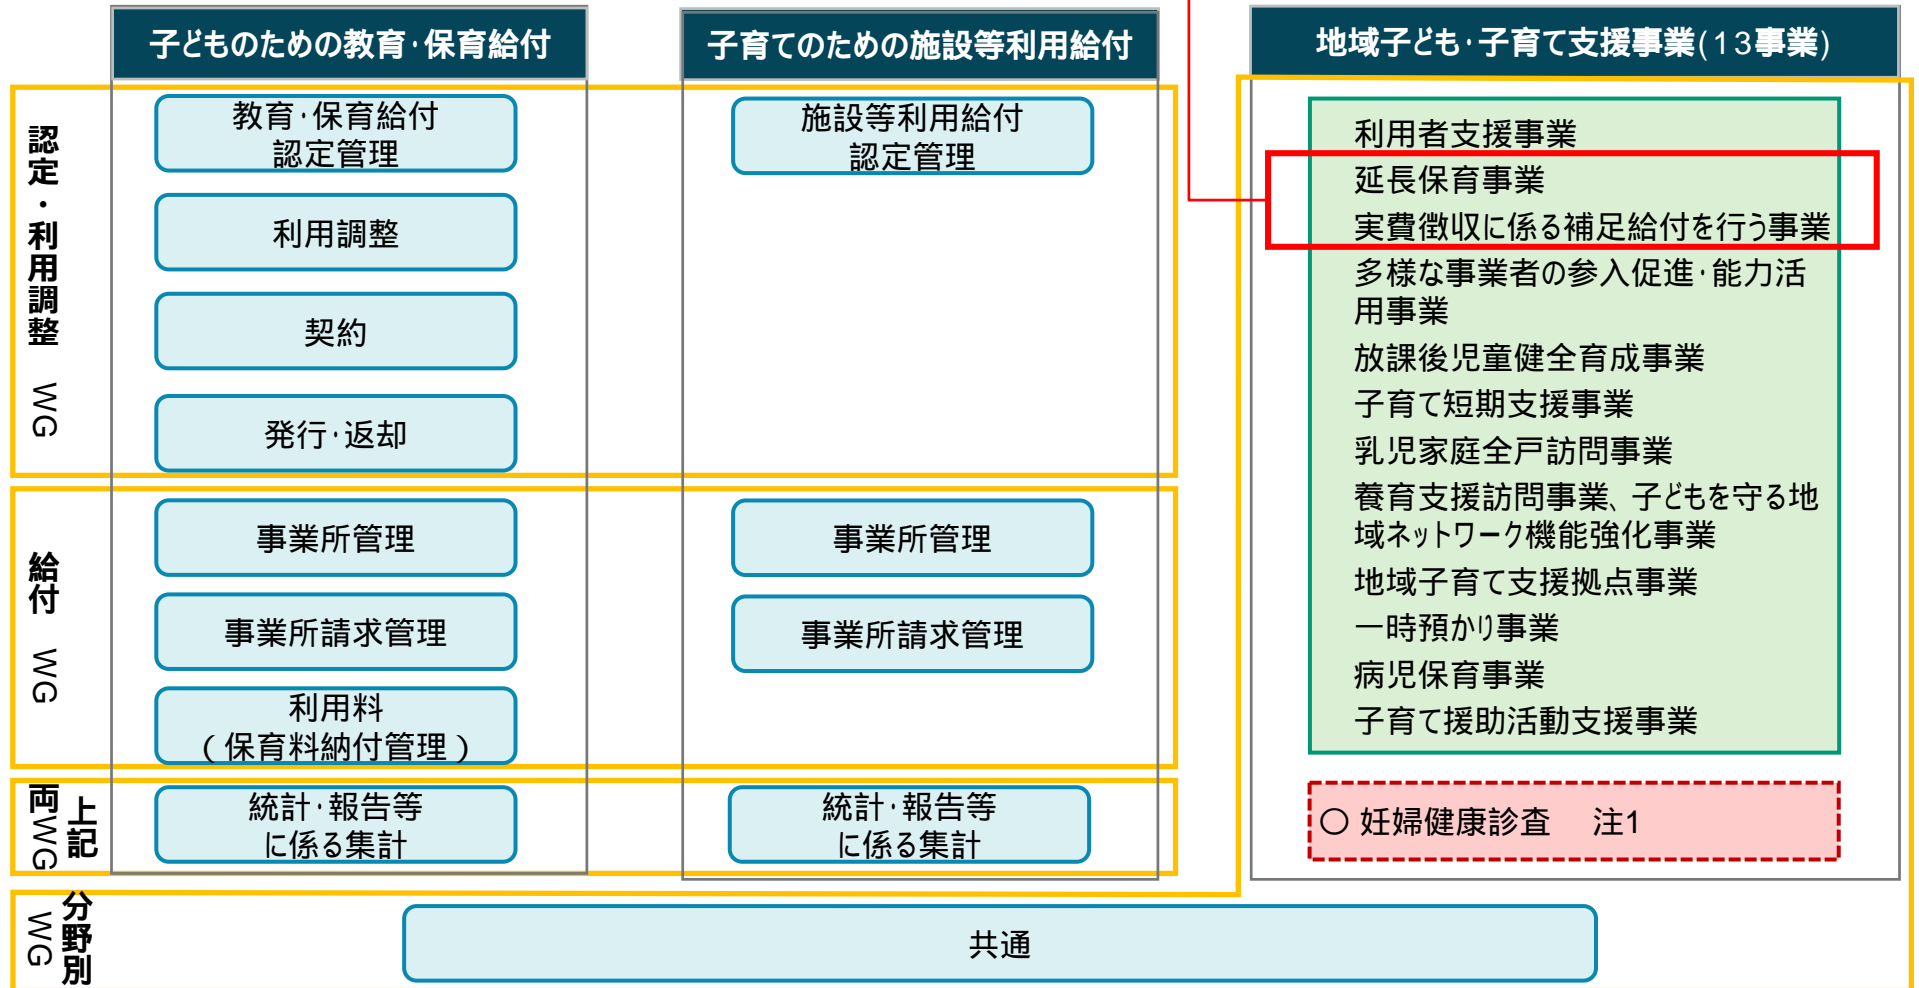 子どものための教育･保育給付
子育てのための施設等利用給付
地域子ども･子育て支援事業(13事業)
認定・利用調整 WG
教育･保育給付
認定管理
利用調整
契約
発行･返却
施設等利用給付
認定管理
給付 WG
事業所管理
事業所請求管理
利用料
(保育料納付管理)
事業所管理
事業所請求管理
上記
両WG
統計･報告等
に係る集計
統計･報告等
に係る集計
利用者支援事業
延長保育事業
実費徴収に係る補足給付を行う事業
多様な事業者の参入促進･能力活
用事業
放課後児童健全育成事業
子育て短期支援事業
乳児家庭全戸訪問事業
養育支援訪問事業、子どもを守る地
域ネットワーク機能強化事業
地域子育て支援拠点事業
一時預かり事業
病児保育事業
子育て援助活動支援事業
○ 妊婦健康診査 注1
分野別
WG
共通